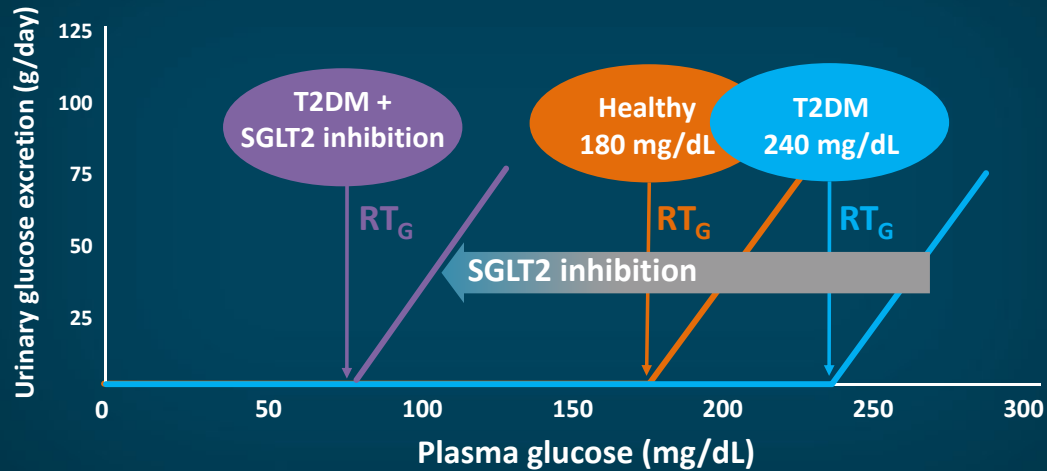 Urinary glucose excretion (g/day)
125
100
75
50
25
T2DM +
SGLT2 inhibition
Healthy
180 mg/dL
T2DM
240 mg/dL
RTG
RTG
RTG
SGLT2 inhibition
0
50
100
150
200
250
300
Plasma glucose (mg/dL)